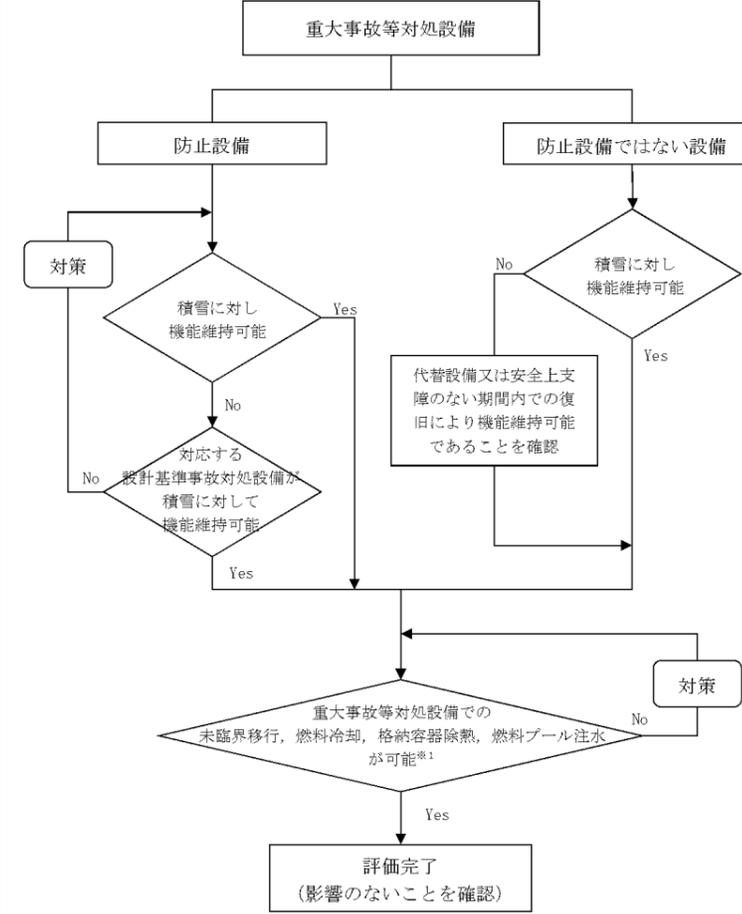 重大事故等対処設備
防止設備
防止設備ではない設備
対策
積雪に対し
機能維持可能
Yes
No
対応する
設計基準事故対処設備が
積雪に対して
機能維持可能
No
Yes
積雪に対し
機能維持可能
No
Yes
代替設備又は安全上支
障のない期間内での復
旧により機能維持可能
であることを確認
重大事故等対処設備での
未臨界移行，燃料冷却，格納容器除熱，燃料プール注水
が可能※1
No
対策
Yes
評価完了
（影響のないことを確認）